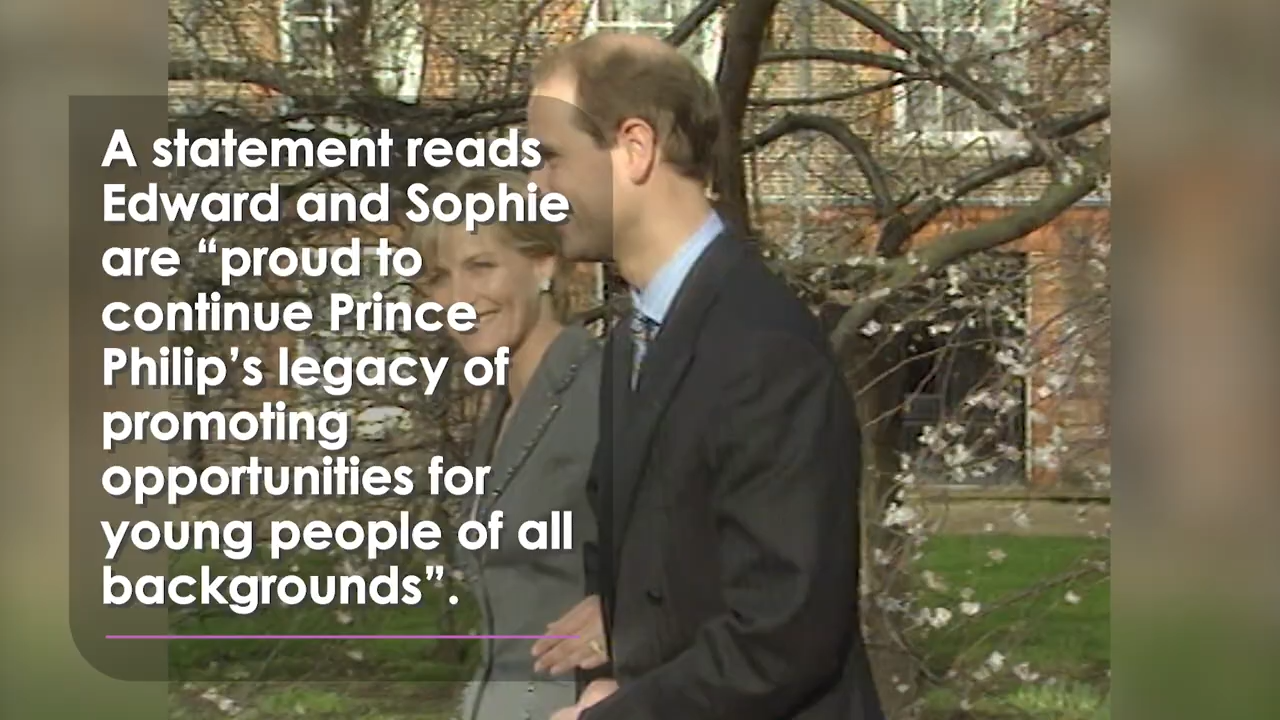 A statement reads
Edward and Sophie
are “proud to
continue Prince
Philip’s legacy of
promoting
opportunities for
young people of all
backgrounds”.